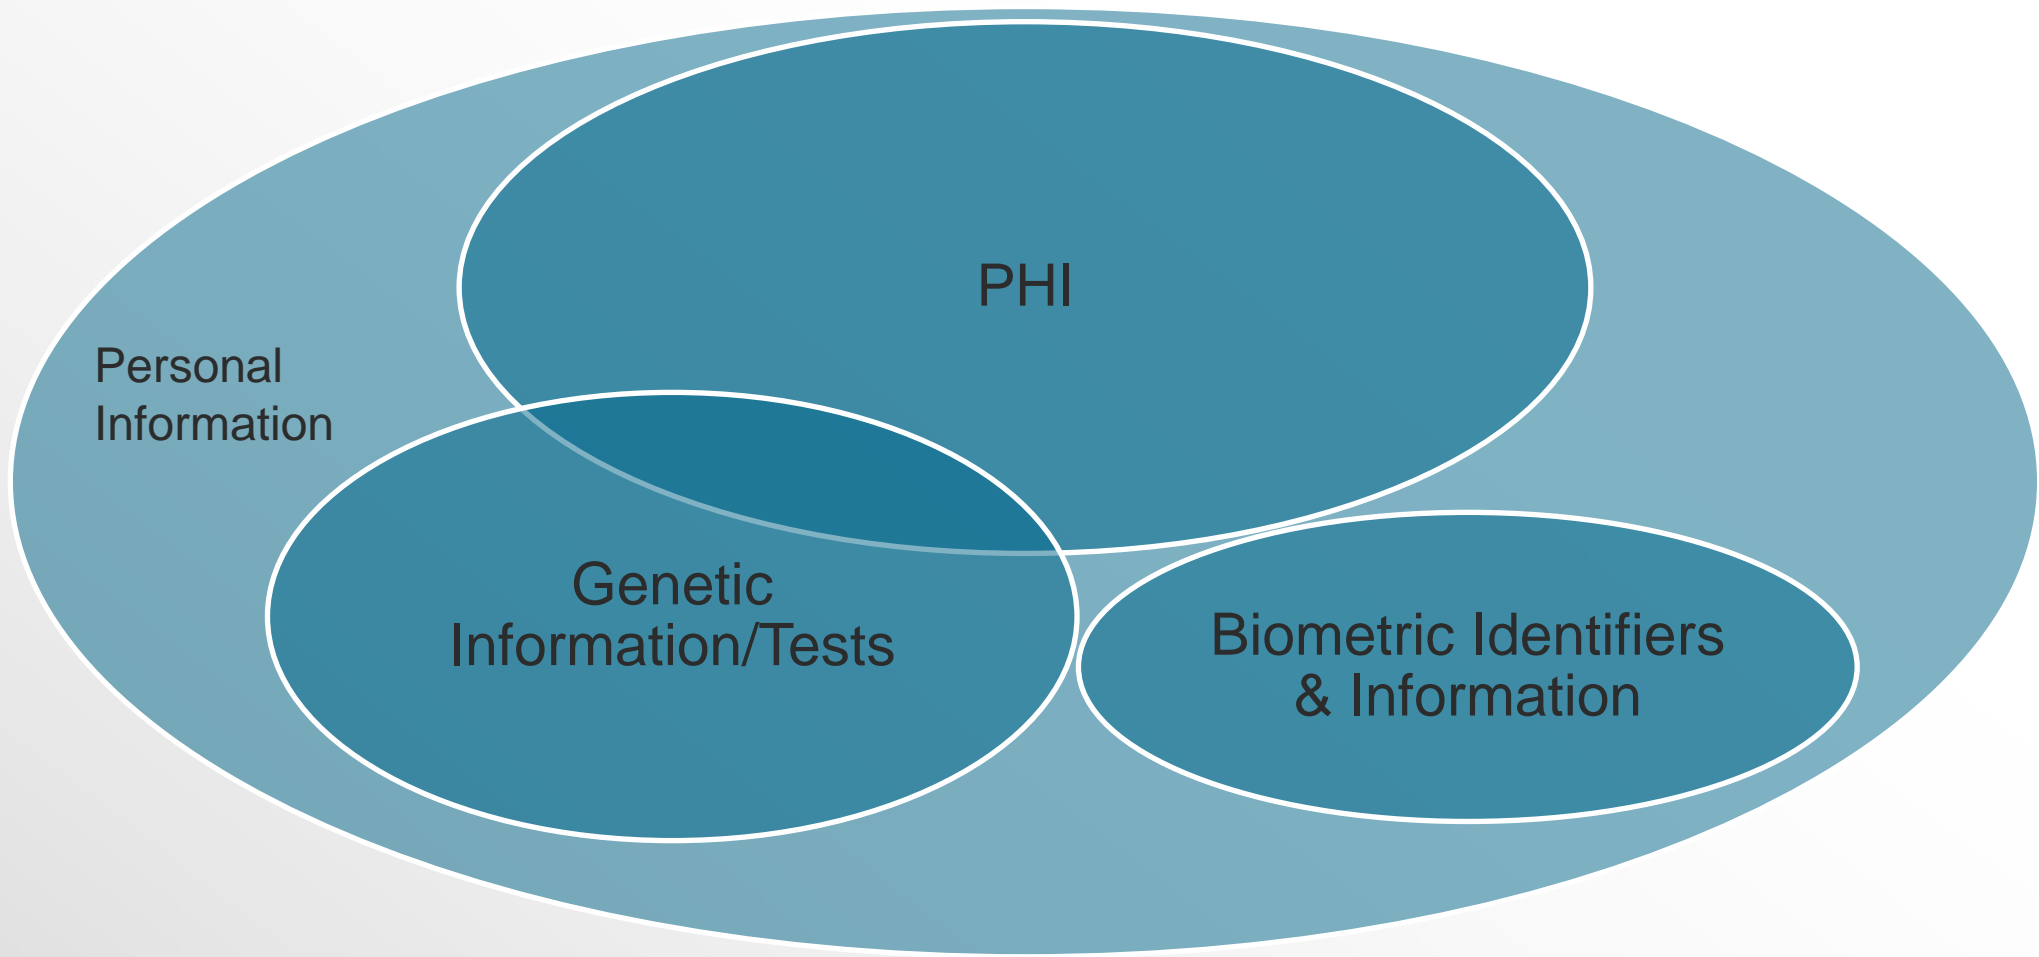 PHI
Personal
Information
Genetic
Information/Tests
Biometric Identifiers
& Information